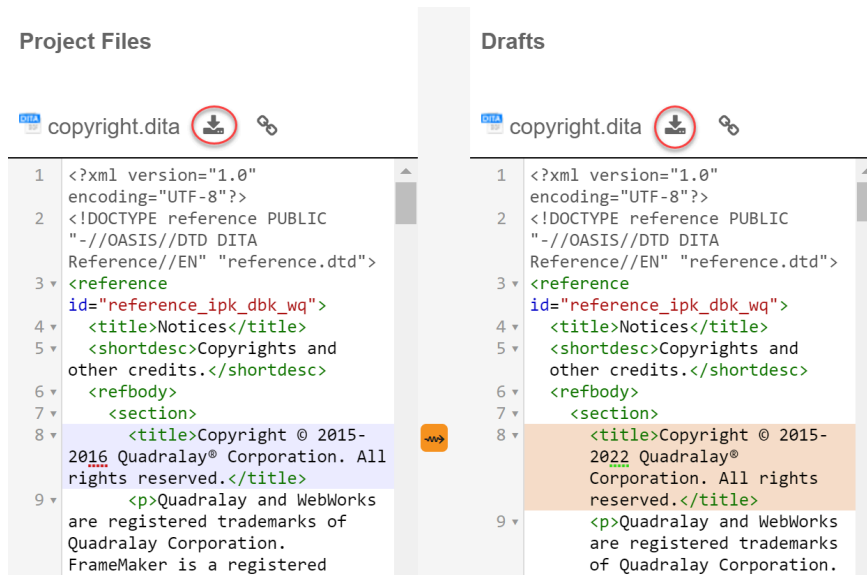 Project Files
DITA
copyright.dita
1 <?xml version="1.0"
encoding="UTF-8"?>
2 <!DOCTYPE reference PUBLIC
"-//OASIS//DTD DITA
Reference//EN" "reference.dtd">
3 <reference
id="reference_ipk_dbk_wq">
4 <title>Notices</title>
5 <shortdesc>Copyrights and
other credits.</shortdesc>
6 <refbody>
7 <section>
8 <title>Copyright © 2015-
2016 Quadralay® Corporation. All
rights reserved.</title>
9 <p>Quadralay and WebWorks
are registered trademarks of
Quadralay Corporation.
FrameMaker is a registered
Drafts
DITA
copyright.dita
1 <?xml version="1.0"
encoding="UTF-8"?>
2 <!DOCTYPE reference PUBLIC
"-//OASIS//DTD DITA
Reference//EN" "reference.dtd">
3 <reference
id="reference_ipk_dbk_wq">
4 <title>Notices</title>
5 <shortdesc>Copyrights and
other credits.</shortdesc>
6 <refbody>
7 <section>
8 <title>Copyright © 2015-
2022 Quadralay®
Corporation. All rights
reserved.</title>
9 <p>Quadralay and WebWorks
are registered trademarks
of Quadralay Corporation.